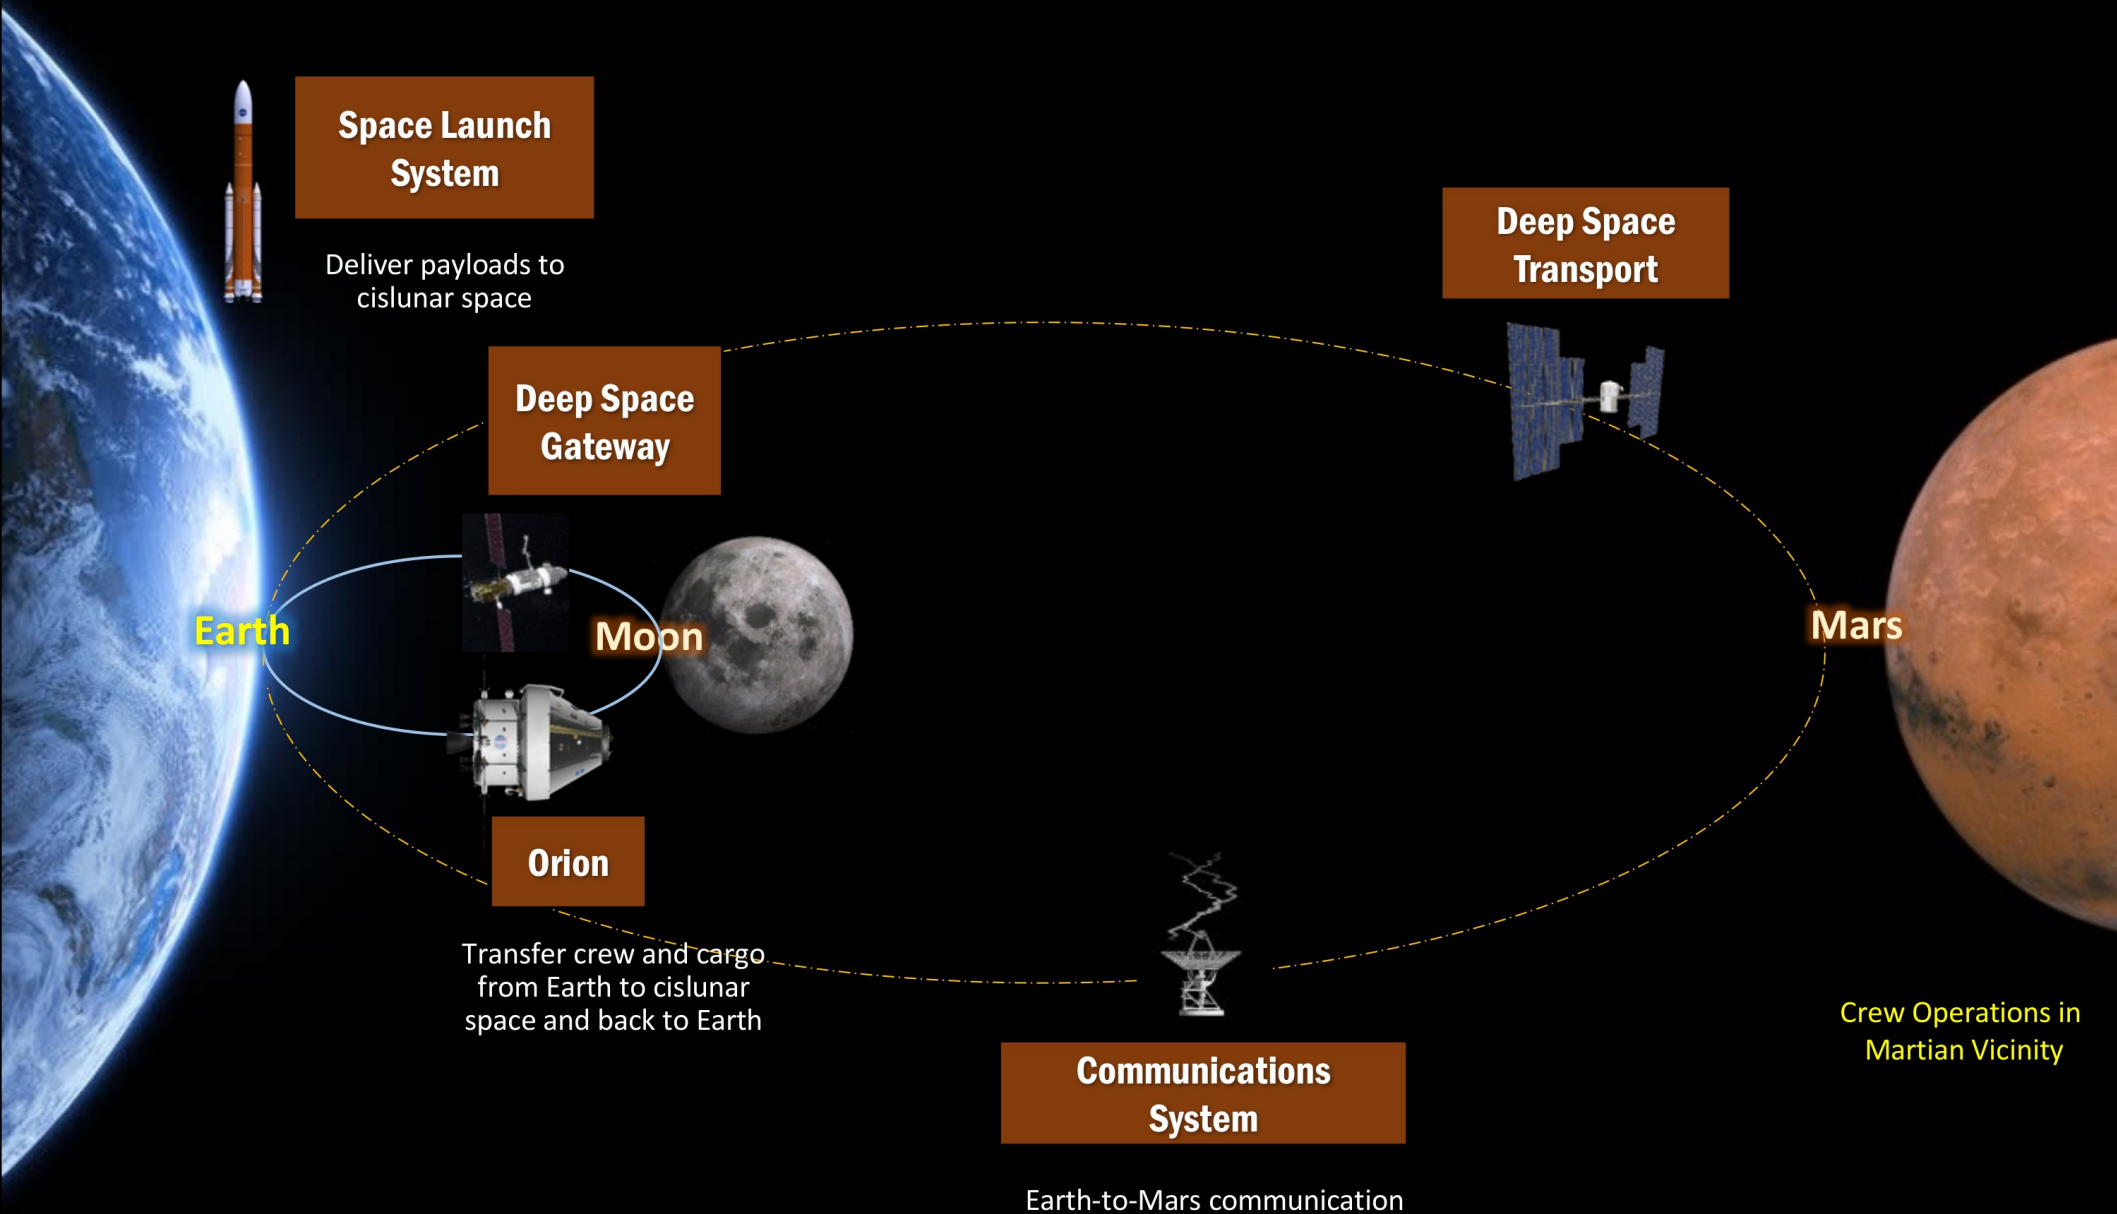 Space Launch
System
Deliver payloads to
cislunar space
Deep Space
Transport
Deep Space
Gateway
Earth
Moon
Mars
Orion
Transfer crew and cargo
from Earth to cislunar
space and back to Earth
Communications
System
Earth-to-Mars communication
Crew Operations in
Martian Vicinity